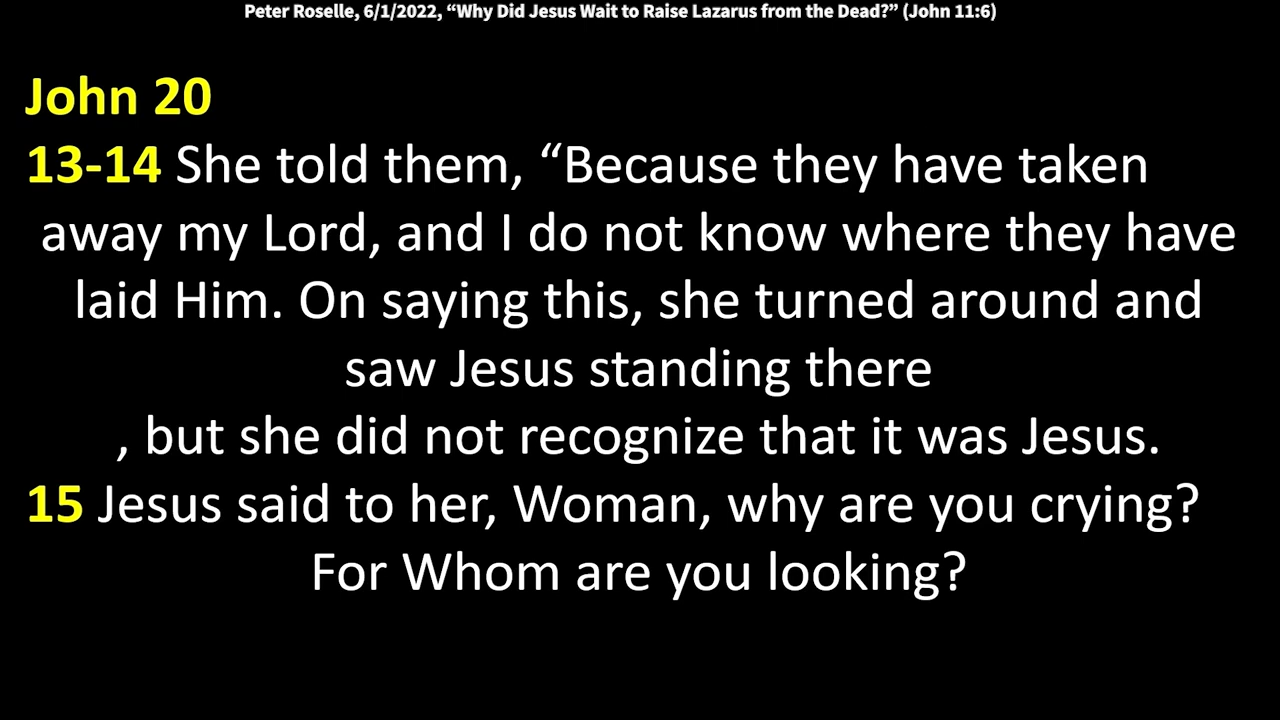 Peter Roselle, 6/1/2022, “Why Did Jesus Wait to Raise Lazarus from the Dead?” (John 11:6)
John 20
13-14 She told them, “Because they have taken
away my Lord, and I do not know where they have
laid Him. On saying this, she turned around and
saw Jesus standing there
, but she did not recognize that it was Jesus.
15 Jesus said to her, Woman, why are you crying?
For Whom are you looking?